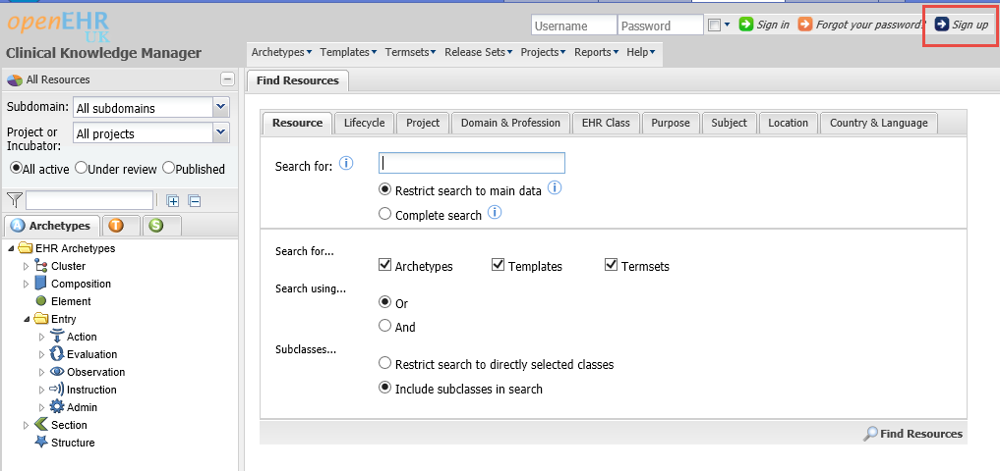 openEHR
UK
Clinical Knowledge Manager
Username Password Sign in Forgot your password? Sign up
Archetypes Templates Termsets Release Sets Projects Reports Help
All Resources
Subdomain: All subdomains
Project or
Incubator: All projects
All active Under review Published
A Archetypes T S
EHR Archetypes
Cluster
Composition
Element
Entry
Action
Evaluation
Observation
Instruction
Admin
Section
Structure
Find Resources
Resource Lifecycle Project Domain & Profession EHR Class Purpose Subject Location Country & Language
Search for: i
Restrict search to main data i
Complete search i
Search for...
Archetypes Templates Termsets
Search using...
Or
And
Subclasses...
Restrict search to directly selected classes
Include subclasses in search
Find Resources